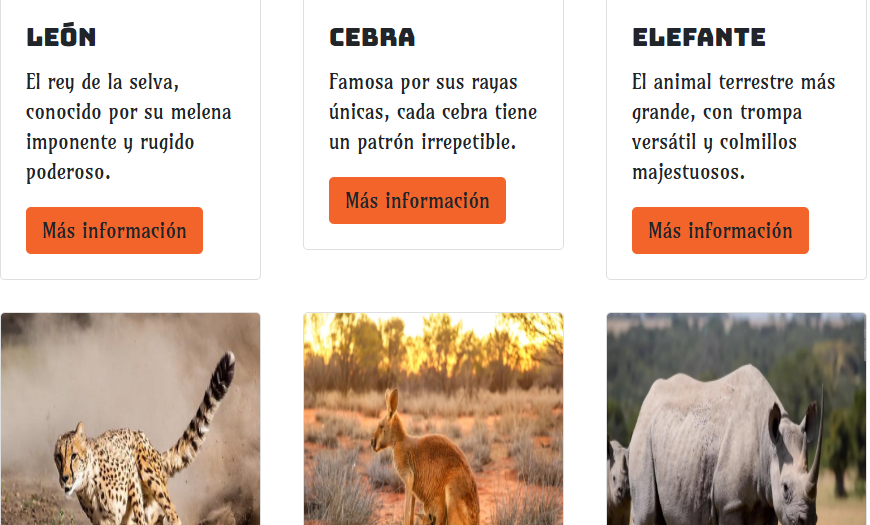 LEÓN
El rey de la selva,
conocido por su melena
imponente y rugido
poderoso.
Más información
CEBRA
Famosa por sus rayas
únicas, cada cebra tiene
un patrón irrepetible.
Más información
ELEFANTE
El animal terrestre más
grande, con trompa
versátil y colmillos
majestuosos.
Más información